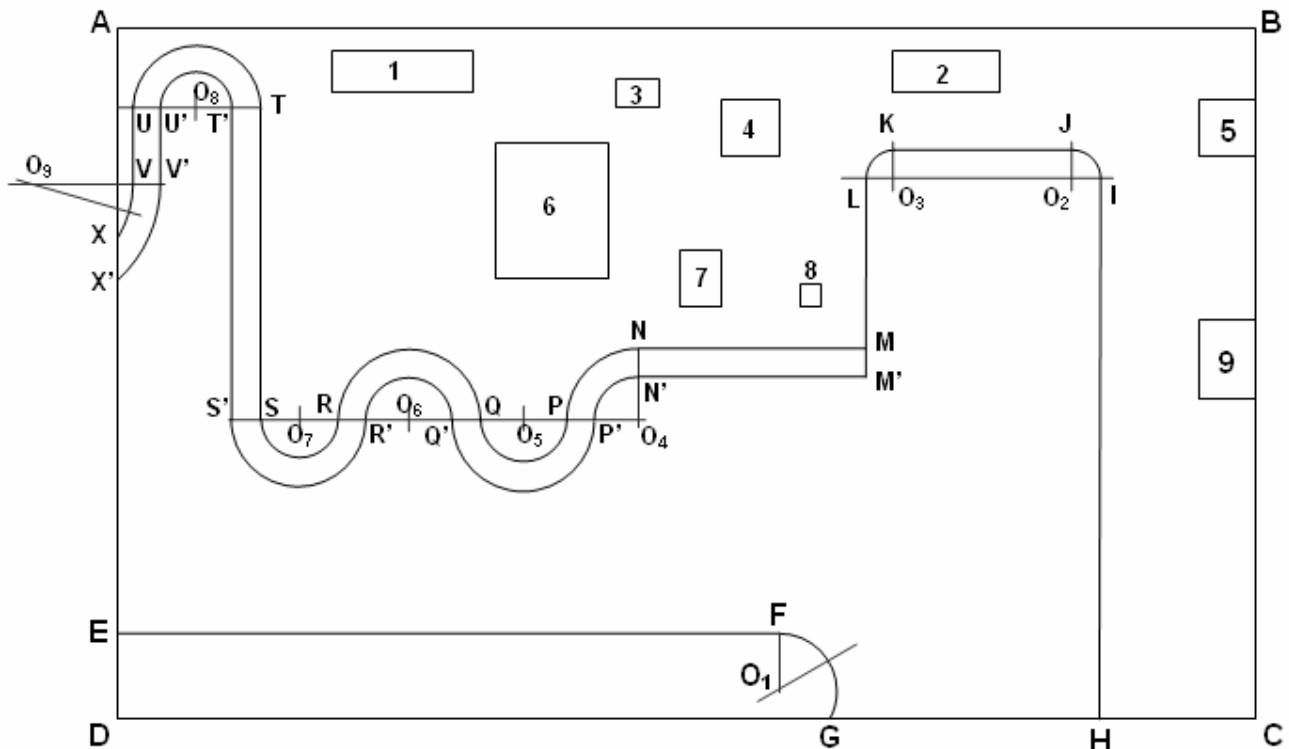 A B
1 2
3
4 5
O₈
T
U U' T'
K J
O₉
V V'
6
L O₃ O₂ I
X
X'
7 8
N M
9
M'
N'
S' S R O₆ Q P
O₇ R' Q' O₅ P' O₄
F
E
O₁
D G H C